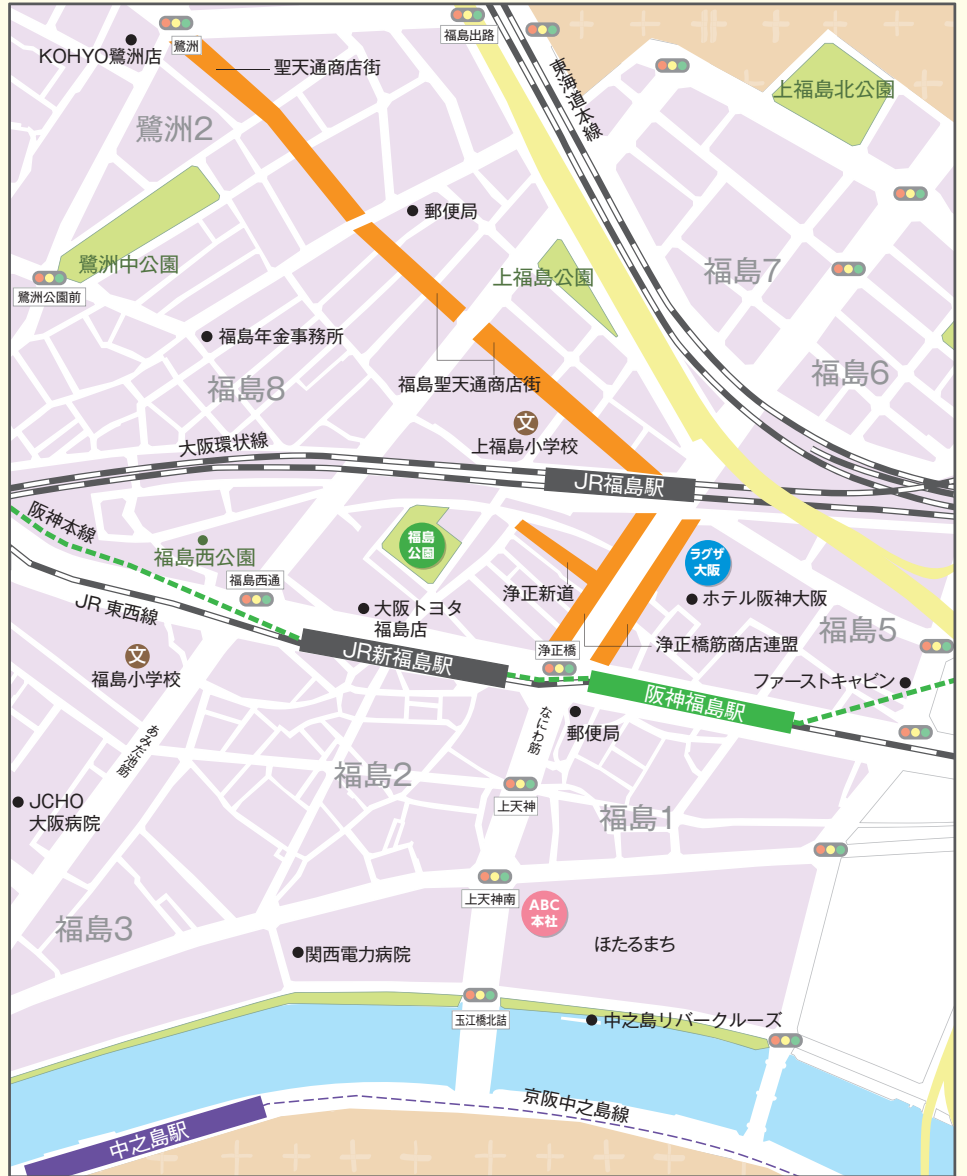 福島出路
鷺洲
KOHYO鷺洲店
聖天通商店街
東海道本線
上福島北公園
鷺洲2
郵便局
鷺洲中公園
上福島公園
福島7
鷺洲公園前
福島年金事務所
福島8
福島聖天通商店街
福島6
上福島小学校
文
大阪環状線
JR福島駅
阪神本線
福島西公園
福島
公園
ラグザ
大阪
福島西通
浄正新道
ホテル阪神大阪
JR東西線
大阪トヨタ
福島店
福島5
浄正橋
浄正橋筋商店連盟
文
福島小学校
JR新福島駅
ファーストキャビン
阪神福島駅
なにわ筋
郵便局
あみだ池筋
福島2
JCHO
大阪病院
上天神
福島1
上天神南
ABC
本社
福島3
ほたるまち
関西電力病院
玉江橋北詰
中之島リバークルーズ
京阪中之島線
中之島駅